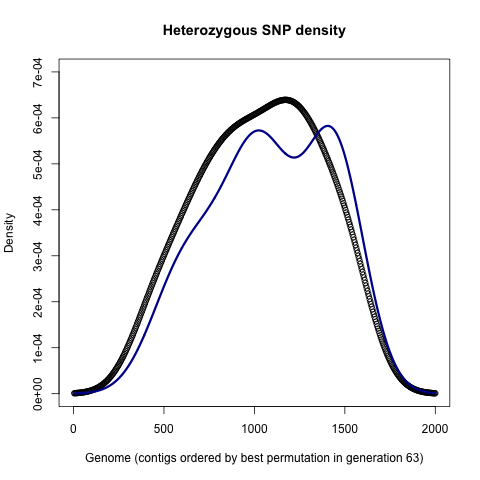 Heterozygous SNP density
Density
7e-04
6e-04
5e-04
4e-04
3e-04
2e-04
1e-04
0e+00
0 500 1000 1500 2000
Genome (contigs ordered by best permutation in generation 63)